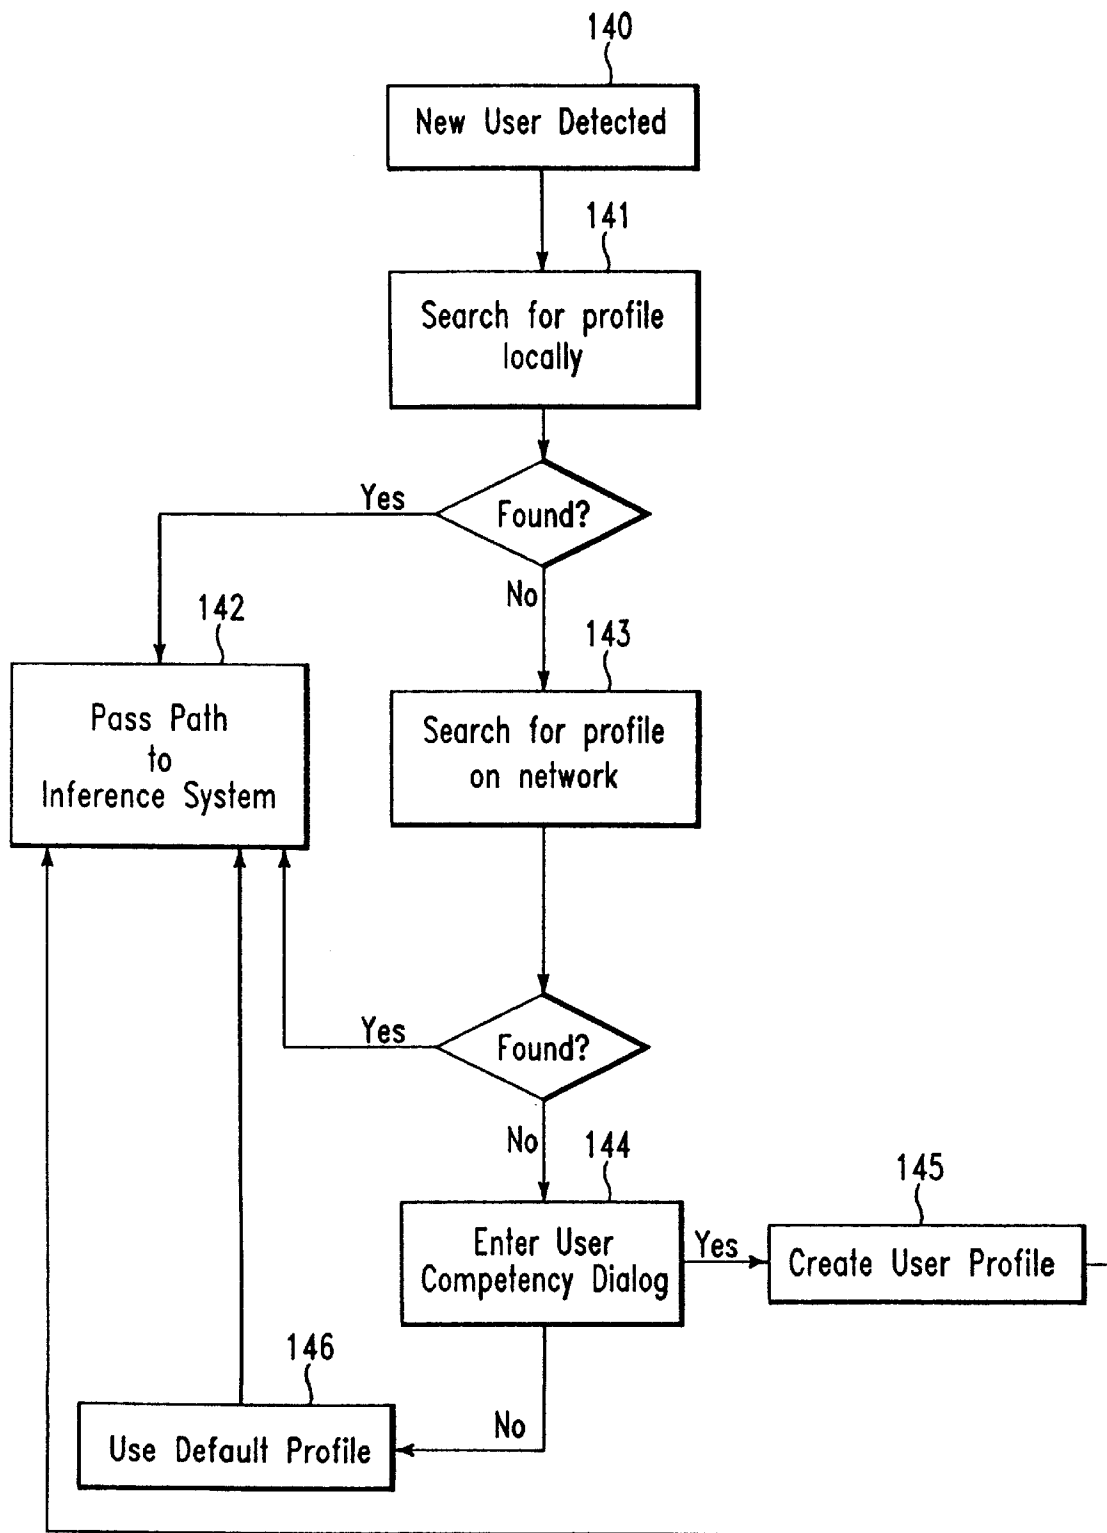 140
New User Detected
141
Search for profile
locally
Yes
Found?
No
142
Pass Path
to
Inference System
143
Search for profile
on network
Yes
Found?
No
144
Enter User
Competency Dialog
Yes
145
Create User Profile
146
Use Default Profile
No